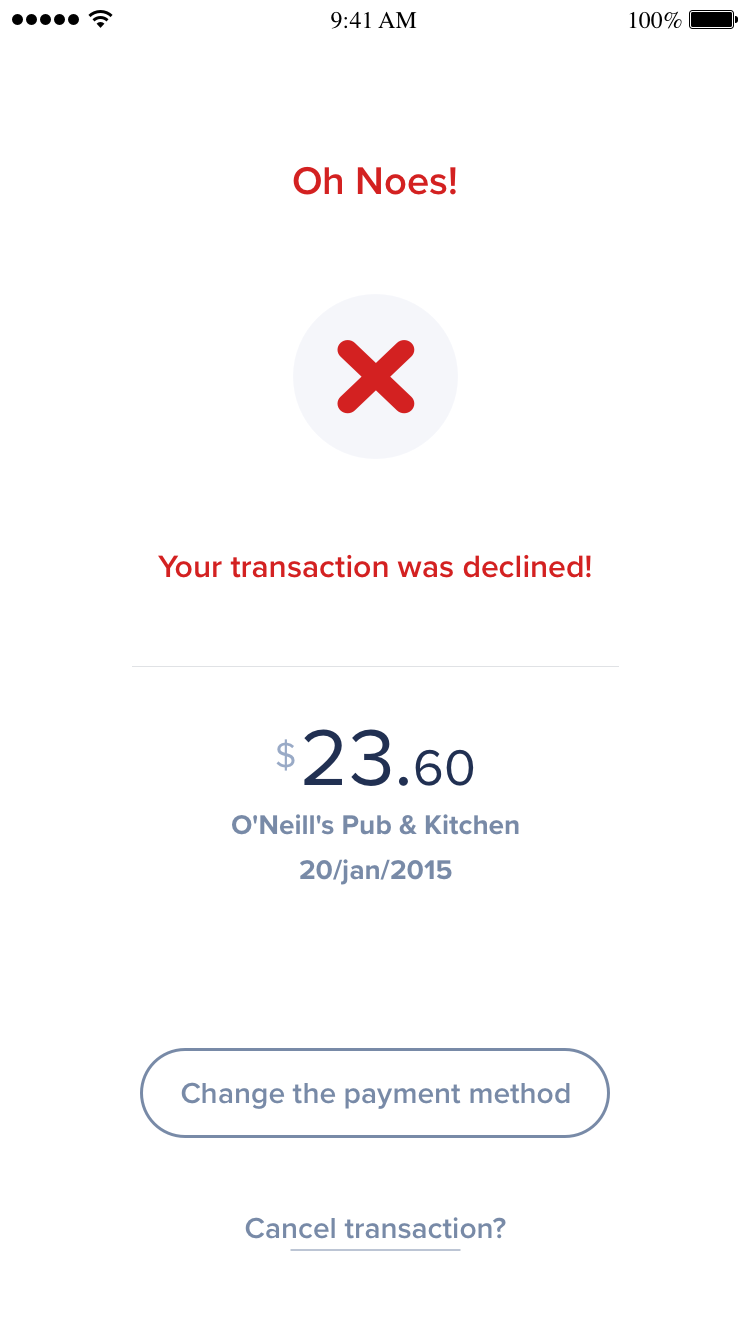 9:41 AM 100%
Oh Noes!
Your transaction was declined!
$23.60
O'Neill's Pub & Kitchen
20/jan/2015
Change the payment method
Cancel transaction?